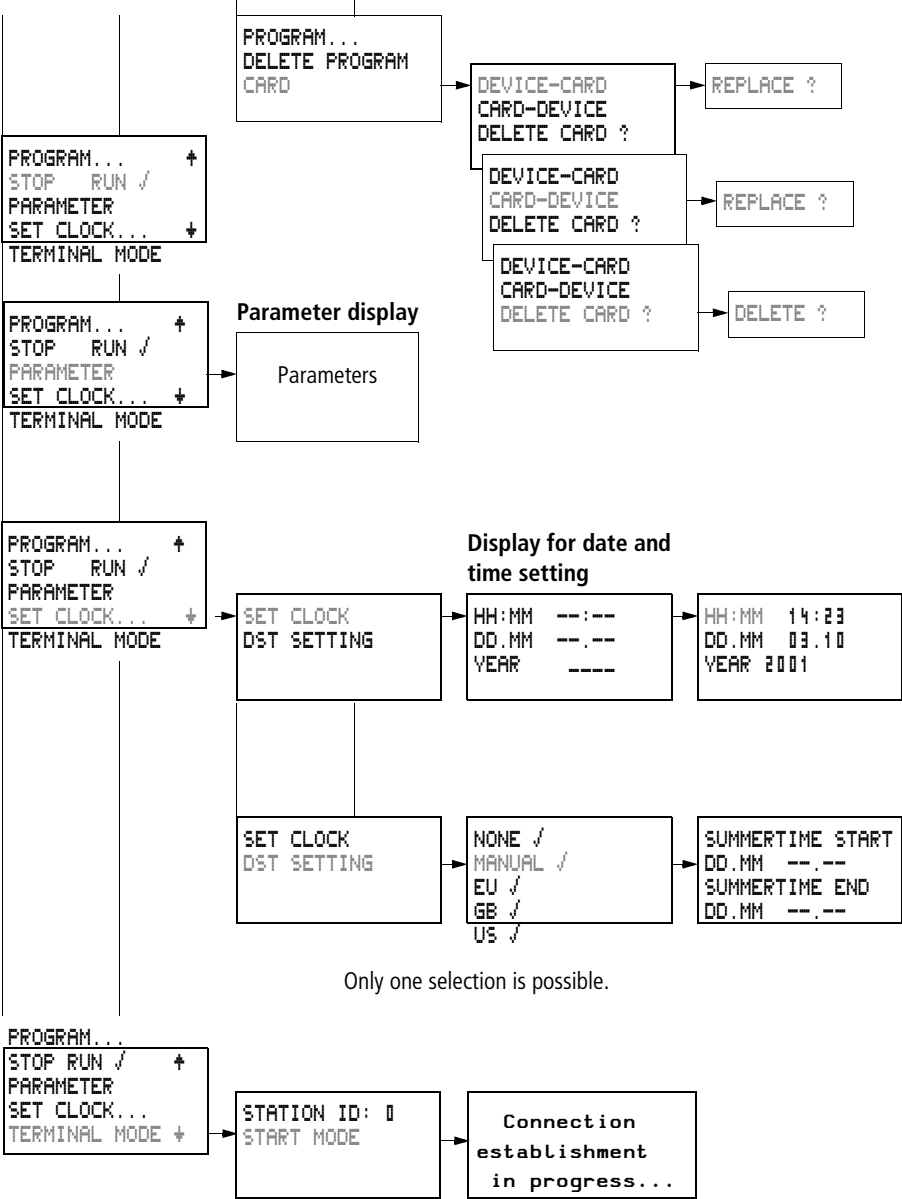 PROGRAM...
DELETE PROGRAM
CARD
DEVICE-CARD
CARD-DEVICE
DELETE CARD ?
REPLACE ?
DEVICE-CARD
CARD-DEVICE
DELETE CARD ?
REPLACE ?
DEVICE-CARD
CARD-DEVICE
DELETE CARD ?
DELETE ?
PROGRAM...
STOP RUN √
PARAMETER
SET CLOCK...
TERMINAL MODE
PROGRAM...
STOP RUN √
PARAMETER
SET CLOCK...
TERMINAL MODE
Parameter display
Parameters
PROGRAM...
STOP RUN √
PARAMETER
SET CLOCK...
TERMINAL MODE
SET CLOCK
DST SETTING
Display for date and
time setting
HH:MM --:--
DD.MM --.--
YEAR ____
HH:MM 14:23
DD.MM 03.10
YEAR 2001
SET CLOCK
DST SETTING
NONE √
MANUAL √
EU √
GB √
US √
SUMMERTIME START
DD.MM --.--
SUMMERTIME END
DD.MM --.--
Only one selection is possible.
PROGRAM...
STOP RUN √
PARAMETER
SET CLOCK...
TERMINAL MODE
STATION ID: 0
START MODE
Connection
establishment
in progress...